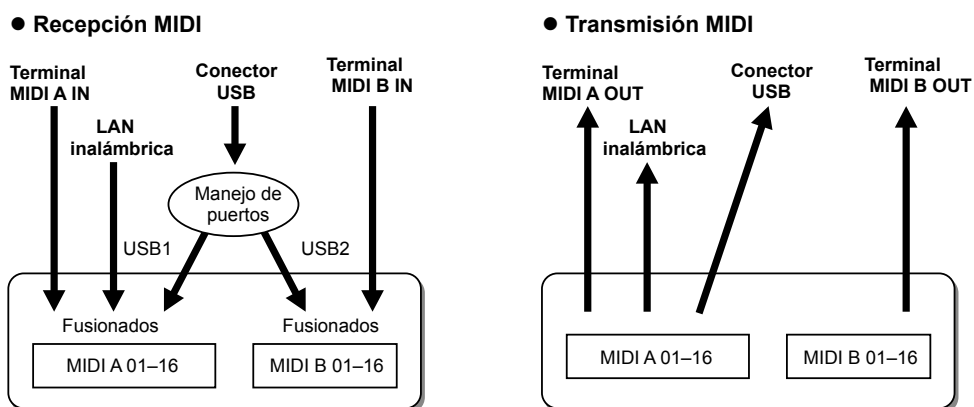 ● Recepción MIDI
Terminal
MIDI A IN
Conector
USB
Terminal
MIDI B IN
LAN
inalámbrica
Manejo de
puertos
USB1
USB2
Fusionados
Fusionados
MIDI A 01–16
MIDI B 01–16
● Transmisión MIDI
Terminal
MIDI A OUT
Conector
USB
Terminal
MIDI B OUT
LAN
inalámbrica
MIDI A 01–16
MIDI B 01–16